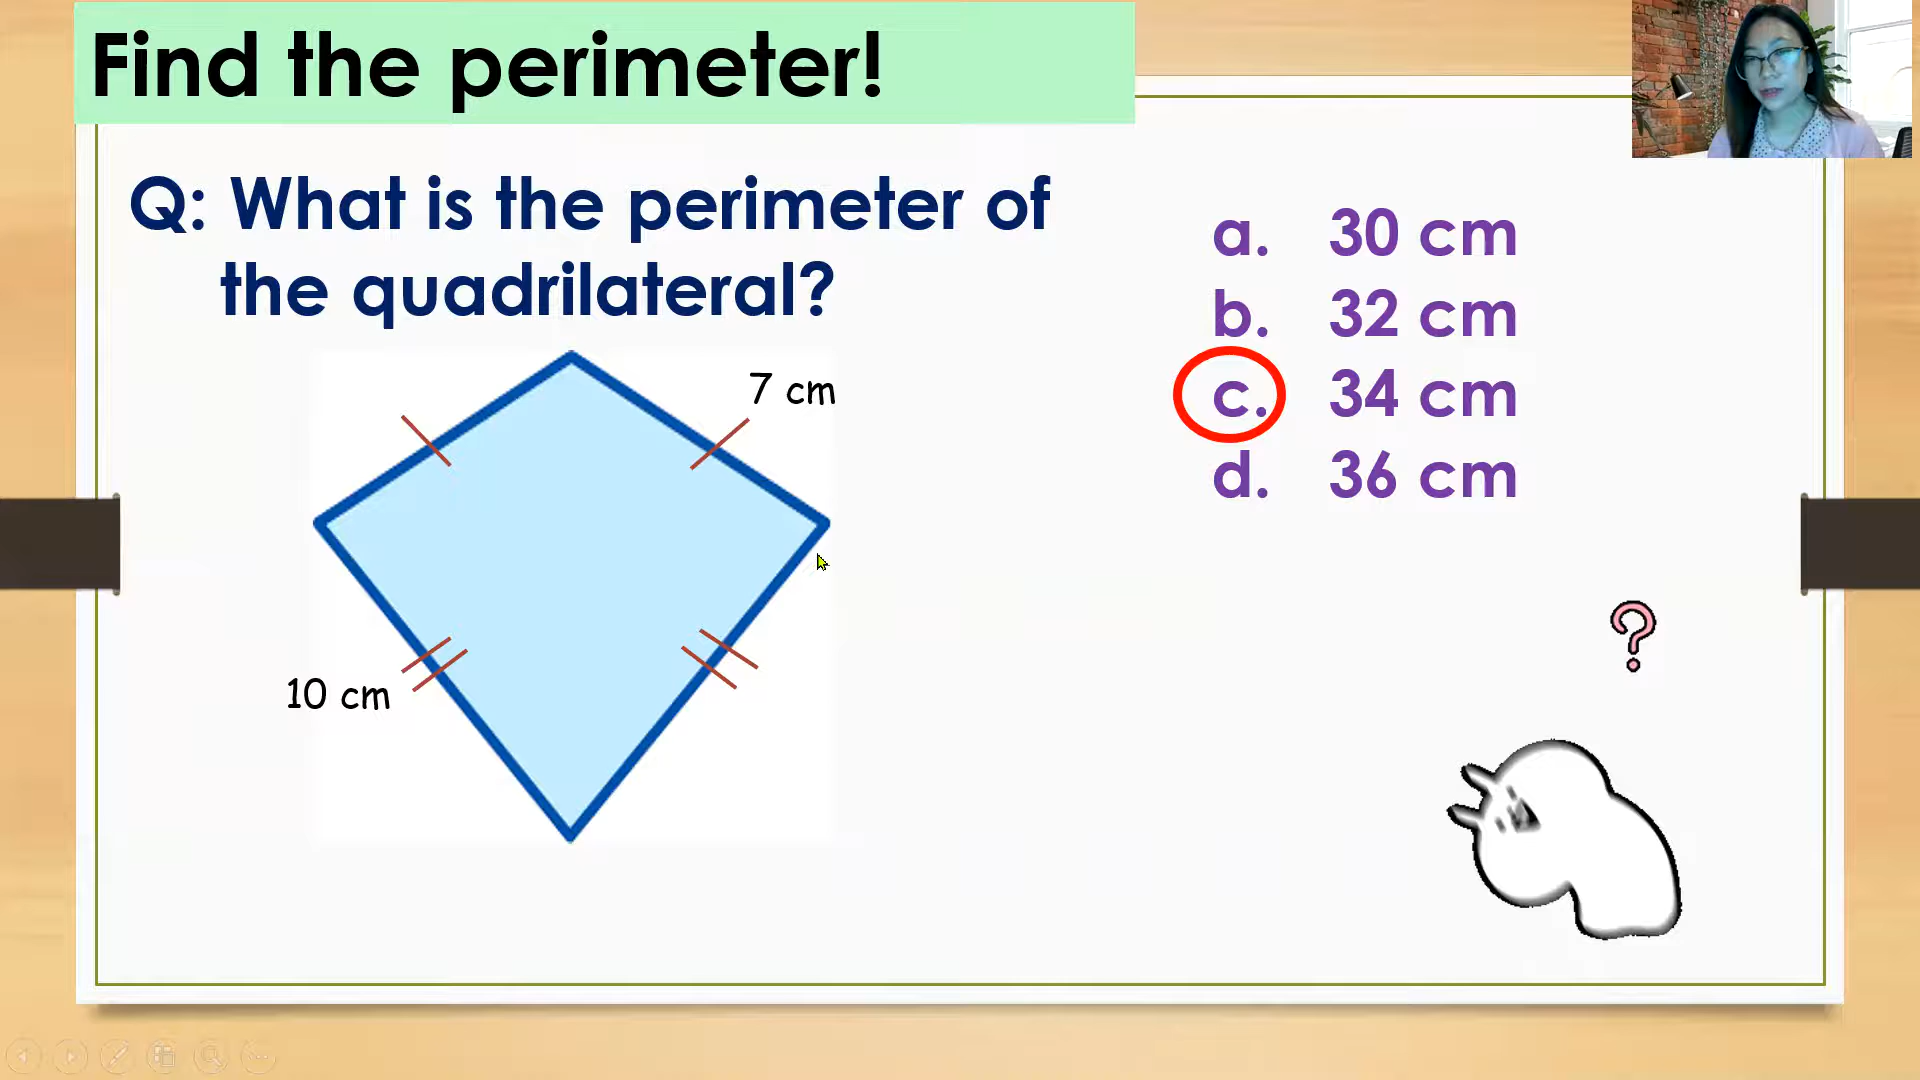 Find the perimeter!
Q: What is the perimeter of
the quadrilateral?
a. 30 cm
b. 32 cm
c. 34 cm
d. 36 cm
7 cm
10 cm
?